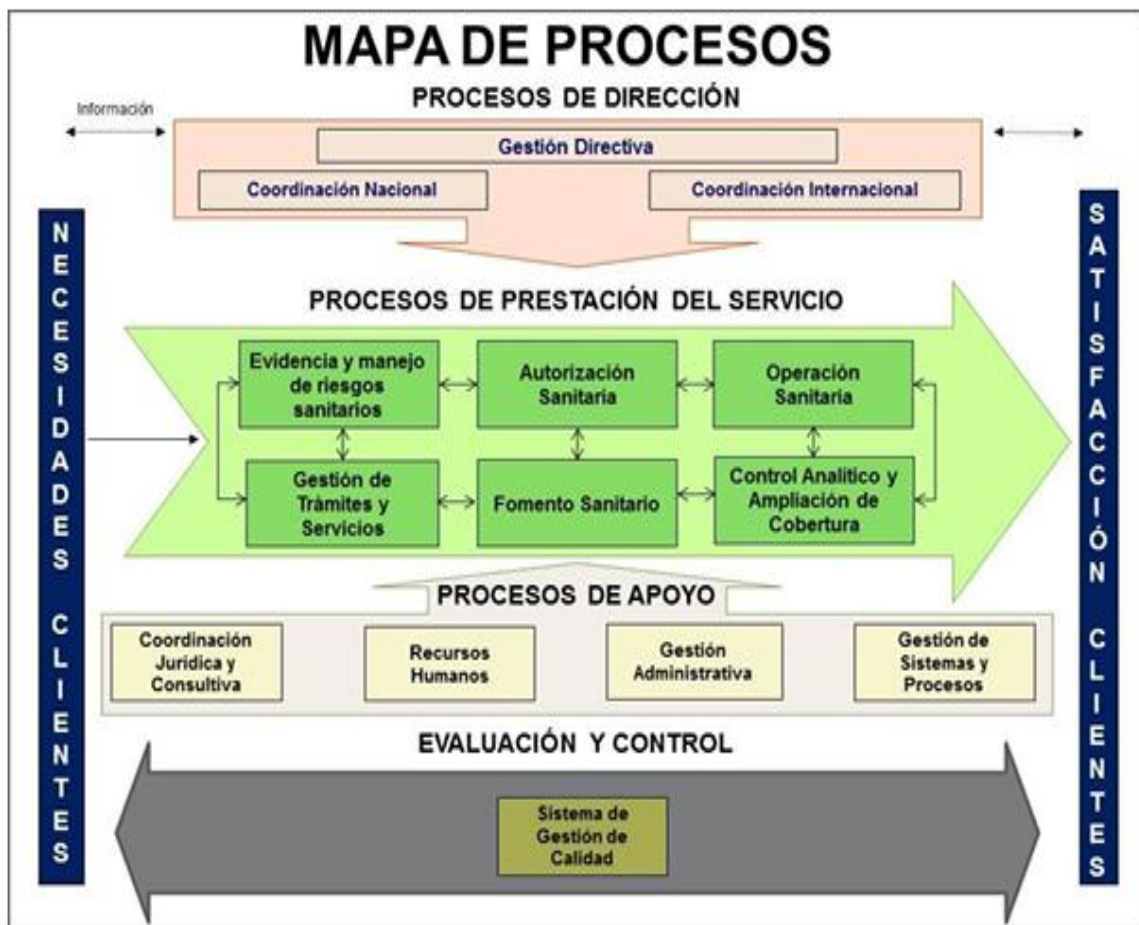 MAPA DE PROCESOS
PROCESOS DE DIRECCIÓN
Información
Gestión Directiva
Coordinación Nacional
Coordinación Internacional
NECESIDADES CLIENTES
SATISFACCIÓN CLIENTES
PROCESOS DE PRESTACIÓN DEL SERVICIO
Evidencia y manejo
de riesgos
sanitarios
Autorización
Sanitaria
Operación
Sanitaria
Gestión de
Tràmites y
Servicios
Fomento Sanitario
Control Analítico y
Ampliación de
Cobertura
PROCESOS DE APOYO
Coordinación
Jurídica y
Consultiva
Recursos
Humanos
Gestión
Administrativa
Gestión de
Sistemas y
Procesos
EVALUACIÓN Y CONTROL
Sistema de
Gestión de
Calidad